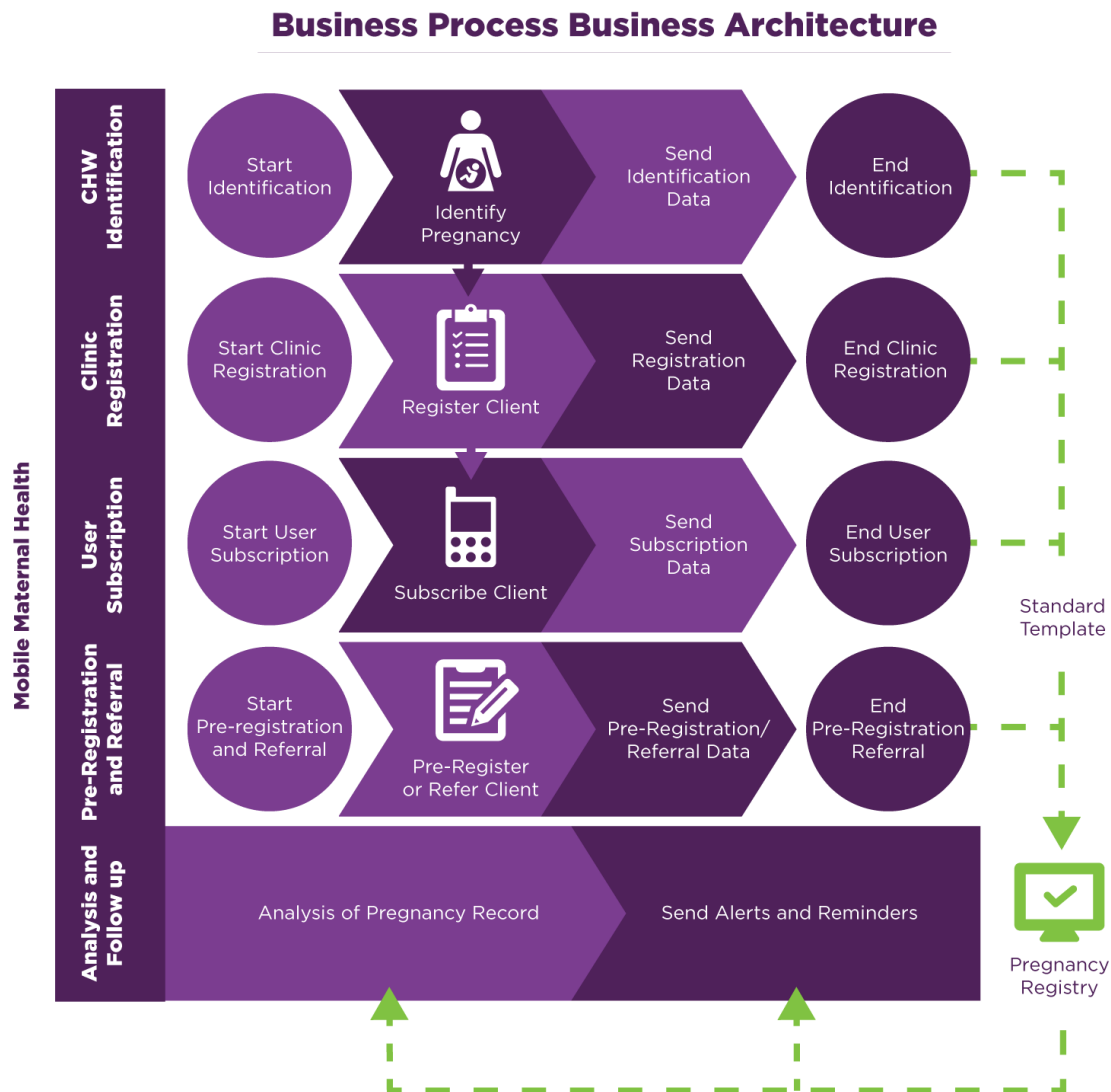 Business Process Business Architecture
Mobile Maternal Health
CHW
Identification
Start
Identification
Identify
Pregnancy
Send
Identification
Data
End
Identification
Clinic
Registration
Start Clinic
Registration
Register Client
Send
Registration
Data
End Clinic
Registration
User
Subscription
Start User
Subscription
Subscribe Client
Send
Subscription
Data
End User
Subscription
Standard
Template
Pre-Registration
and Referral
Start
Pre-registration
and Referral
Pre-Register
or Refer Client
Send
Pre-Registration/
Referral Data
End
Pre-Registration
Referral
Analysis and
Follow up
Analysis of Pregnancy Record
Send Alerts and Reminders
Pregnancy
Registry